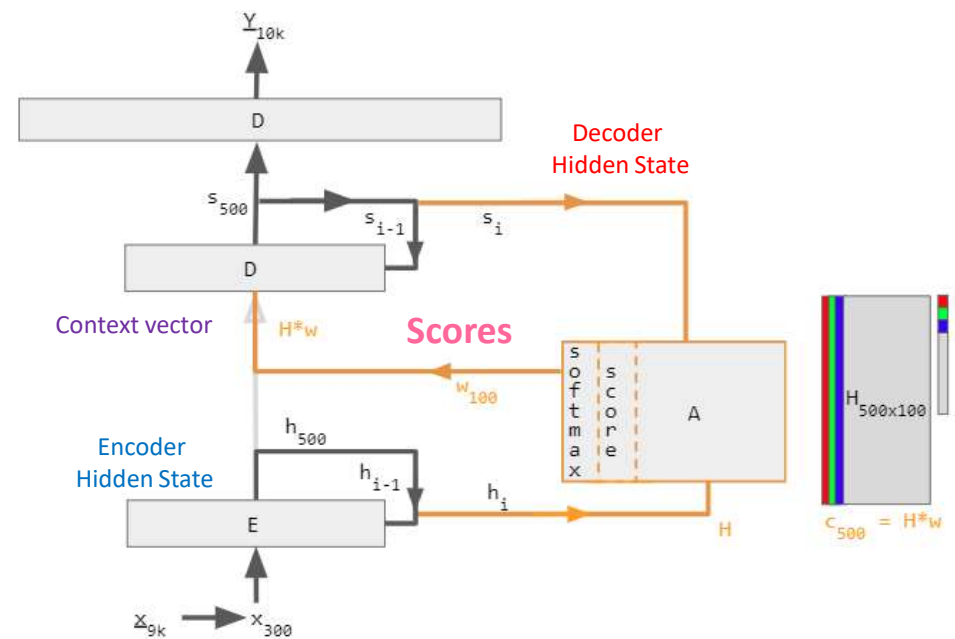 Y10k
D
Decoder
Hidden State
s500
si-1
si
D
Context vector
H*w
Scores
w100
softmax
score
A
H500x100
h500
Encoder
Hidden State
hi-1
hi
E
H
c500 = H*w
x9k
x300